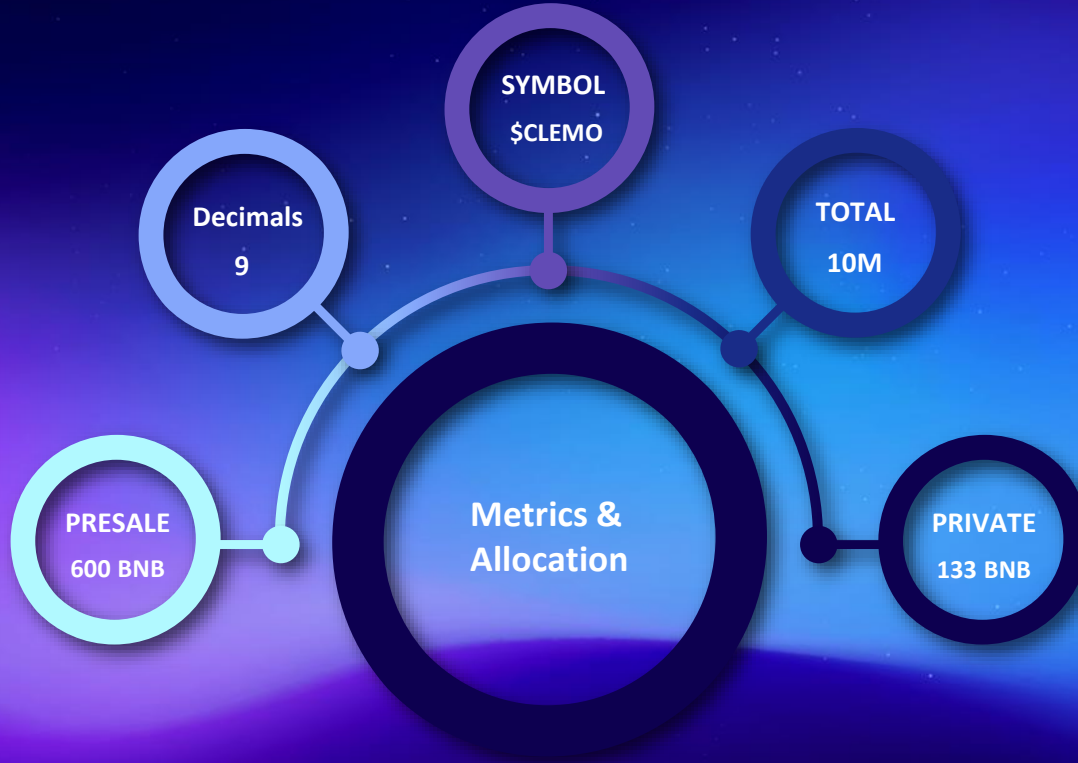 SYMBOL
$CLEMO
Decimals
9
TOTAL
10M
PRESALE
600 BNB
Metrics &
Allocation
PRIVATE
133 BNB